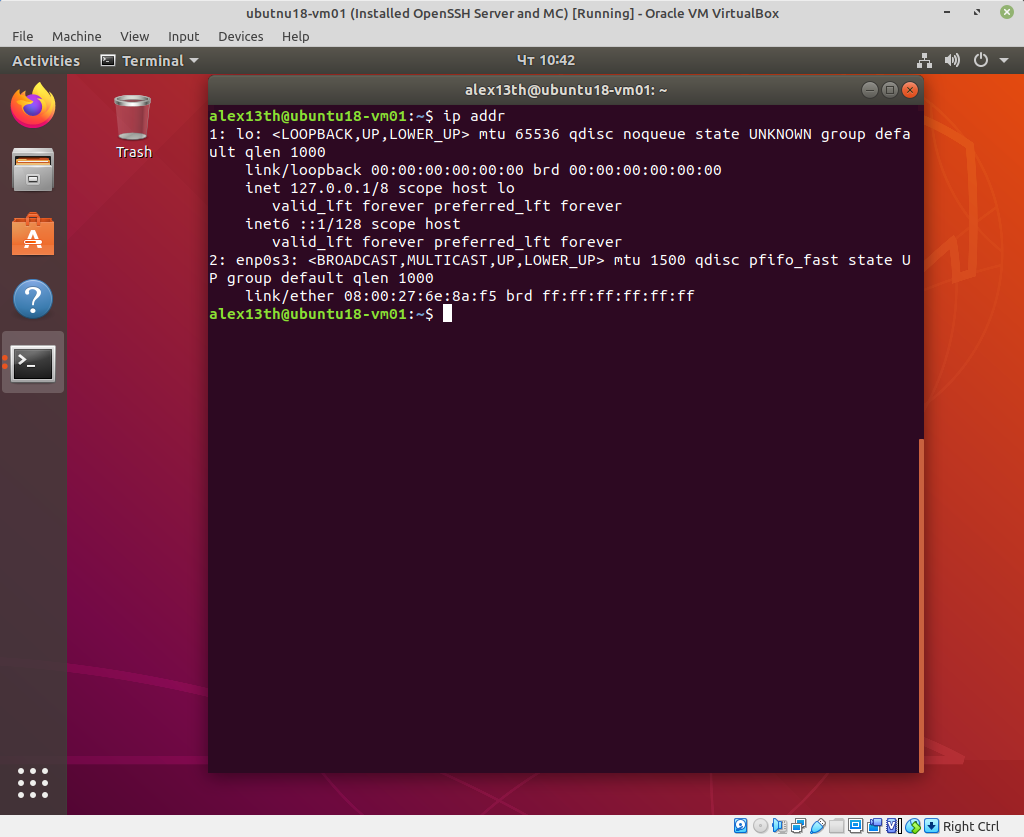 ubutnu18-vm01 (Installed OpenSSH Server and MC) [Running] - Oracle VM VirtualBox
File Machine View Input Devices Help
Activities Terminal Чт 10:42
alex13th@ubuntu18-vm01: ~
Trash
alex13th@ubuntu18-vm01:~$ ip addr
1: lo: <LOOPBACK,UP,LOWER_UP> mtu 65536 qdisc noqueue state UNKNOWN group defa
ult qlen 1000
    link/loopback 00:00:00:00:00:00 brd 00:00:00:00:00:00
    inet 127.0.0.1/8 scope host lo
       valid_lft forever preferred_lft forever
    inet6 ::1/128 scope host
       valid_lft forever preferred_lft forever
2: enp0s3: <BROADCAST,MULTICAST,UP,LOWER_UP> mtu 1500 qdisc pfifo_fast state U
P group default qlen 1000
    link/ether 08:00:27:6e:8a:f5 brd ff:ff:ff:ff:ff:ff
alex13th@ubuntu18-vm01:~$
Right Ctrl